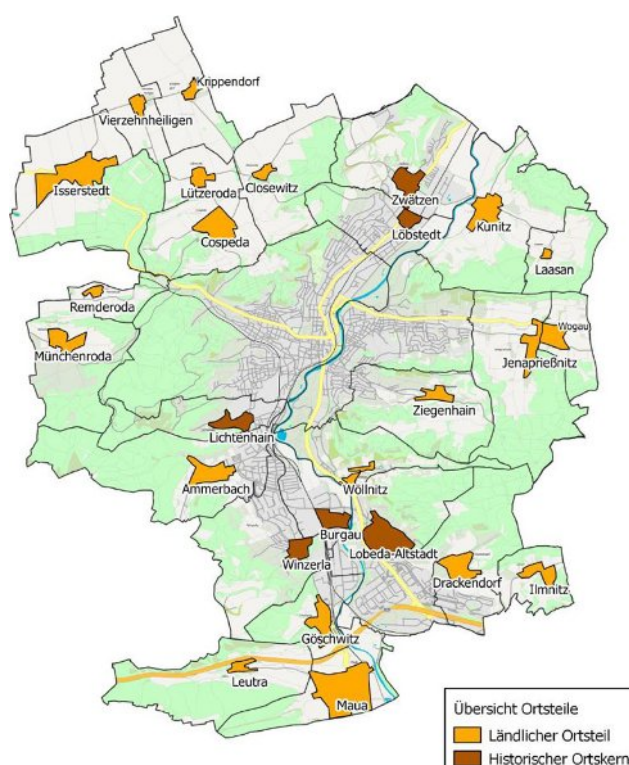 Krippendorf
Vierzehnheiligen
Isserstedt
Lützeroda
Closewitz
Cospeda
Zwätzen
Löbstedt
Kunitz
Laasan
Remderoda
Münchenroda
Wogau
Jenaprießnitz
Ziegenhain
Lichtenhain
Ammerbach
Wöllnitz
Burgau
Winzerla
Lobeda-Altstadt
Drackendorf
Ilmnitz
Göschwitz
Leutra
Maua
Übersicht Ortsteile
Ländlicher Ortsteil
Historischer Ortskern